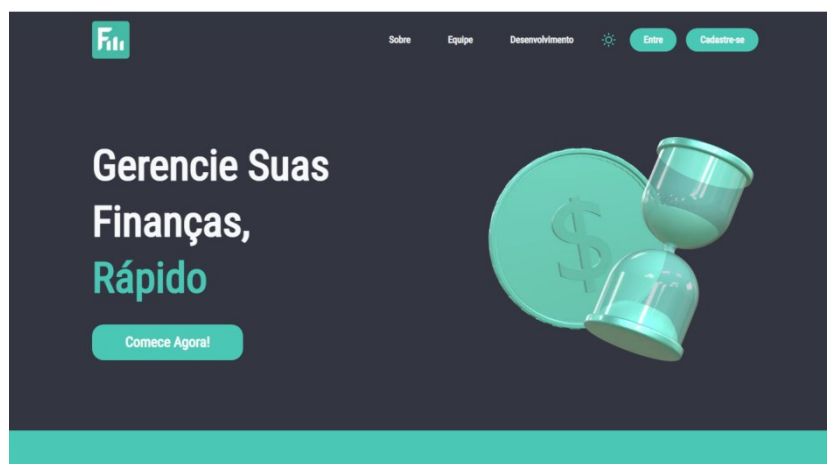 Sobre Equipe Desenvolvimento Entre Cadastre-se
Gerencie Suas
Finanças,
Rápido
Comece Agora!
$